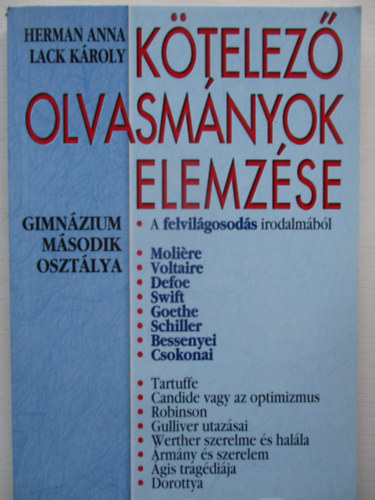 HERMAN ANNA
LACK KÁROLY
KÖTELEZŐ
OLVASMÁNYOK
ELEMZÉSE
GIMNÁZIUM
MÁSODIK
OSZTÁLYA
• A felvilágosodás irodalmából
• Molière
• Voltaire
• Defoe
• Swift
• Goethe
• Schiller
• Bessenyei
• Csokonai
• Tartuffe
• Candide vagy az optimizmus
• Robinson
• Gulliver utazásai
• Werther szerelme és halála
• Ármány és szerelem
• Ágis tragédiája
• Dorottya